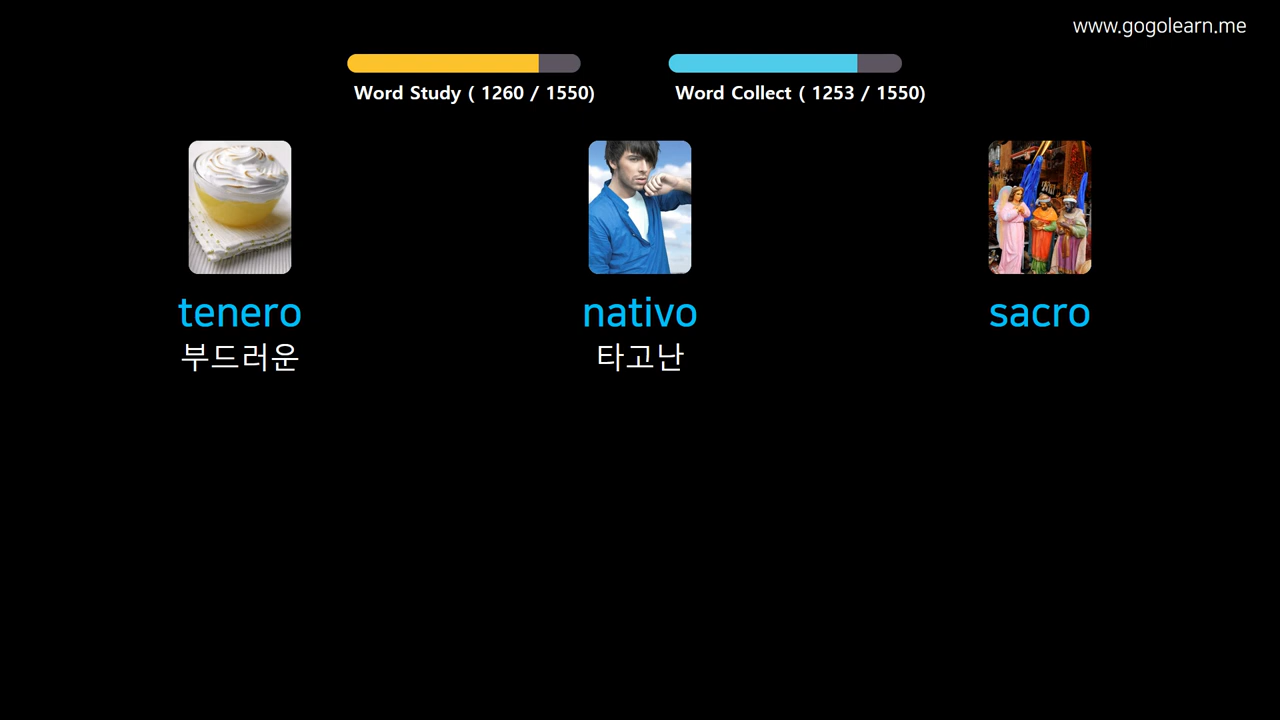 www.gogolearn.me
Word Study ( 1260 / 1550)
Word Collect ( 1253 / 1550)
tenero
부드러운
nativo
타고난
sacro